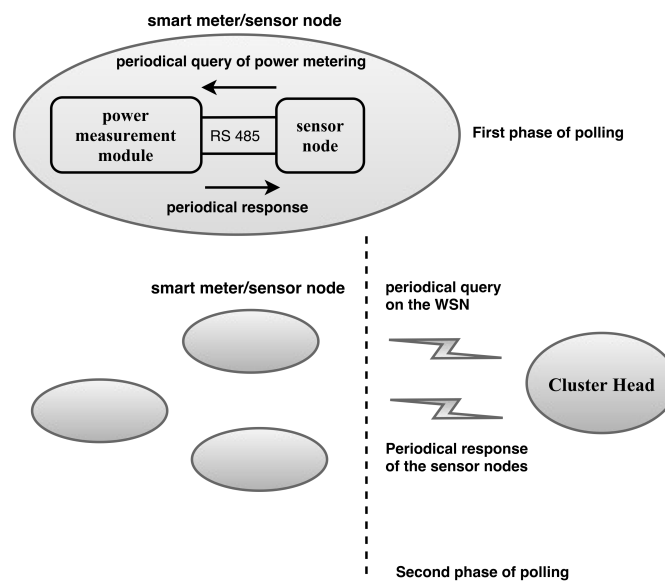 smart meter/sensor node
periodical query of power metering
power
measurement
module
RS 485
sensor
node
First phase of polling
periodical response
smart meter/sensor node
periodical query
on the WSN
Cluster Head
Periodical response
of the sensor nodes
Second phase of polling